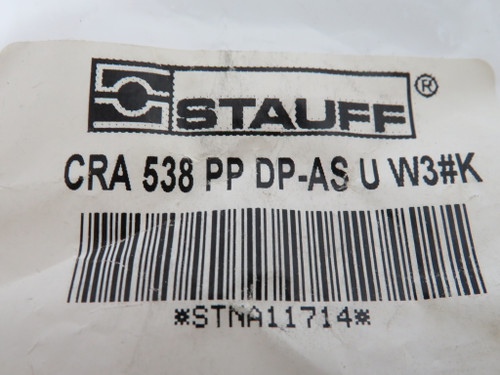 STAUFF®
CRA 538 PP DP-AS U W3#K
*STNA11714*